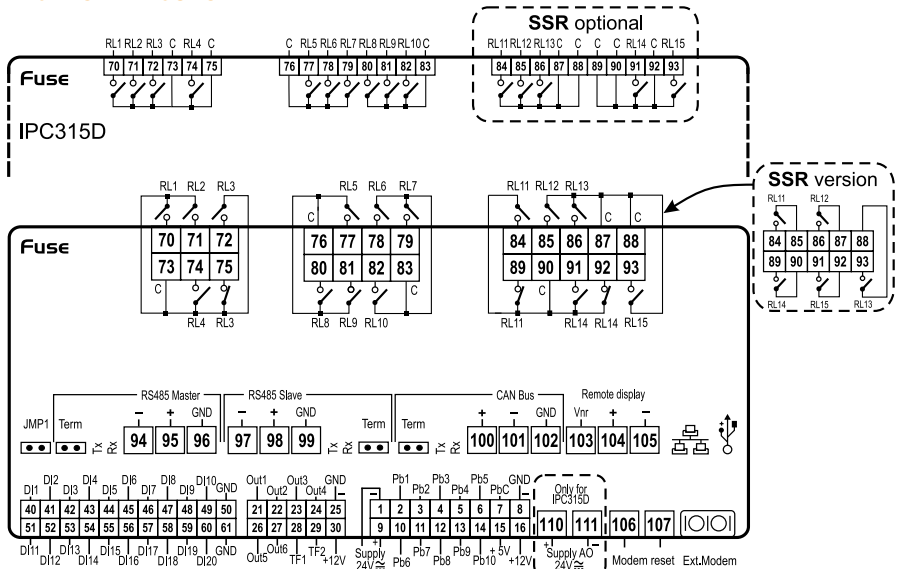 SSR optional
RL1 RL2 RL3 C RL4 C
C RL5 RL6 RL7 RL8 RL9 RL10 C
RL11 RL12 RL13 C C C C RL14 C RL15
70 71 72 73 74 75
76 77 78 79 80 81 82 83
84 85 86 87 88 89 90 91 92 93
Fuse
IPC315D
RL1 RL2 RL3
RL5 RL6 RL7
RL11 RL12 RL13
SSR version
RL11 RL12
84 85 86 87 88
89 90 91 92 93
RL14 RL15 RL13
C
C C
Fuse
70 71 72
76 77 78 79
84 85 86 87 88
73 74 75
80 81 82 83
89 90 91 92 93
C
C
C
RL4 RL3
RL8 RL9 RL10
RL11 RL14 RL14 RL15
RS485 Master
RS485 Slave
CAN Bus
Remote display
JMP1 Term
- + GND
- + GND
Term Term
+ - GND
Vnr + -
Tx Rx
94 95 96
97 98 99
Tx Rx
Tx Rx
100 101 102 103 104 105
DI1 DI2 DI3 DI4 DI5 DI6 DI7 DI8 DI9 DI10 GND
Out1 Out2 Out3 Out4 GND -
- Pb1 Pb2 Pb3 Pb4 Pb5 PbC GND -
Only for
IPC315D
40 41 42 43 44 45 46 47 48 49 50
21 22 23 24 25
1 2 3 4 5 6 7 8
51 52 53 54 55 56 57 58 59 60 61
26 27 28 29 30
9 10 11 12 13 14 15 16
110 111 106 107
DI11 DI12 DI13 DI14 DI15 DI16 DI17 DI18 DI19 DI20 GND
Out5 Out6 TF1 TF2 +12V
+ Supply 24V Pb6 Pb7 Pb8 Pb9 Pb10 +5V +12V
+ -
Supply AO
24V
Modem reset
Ext.Modem